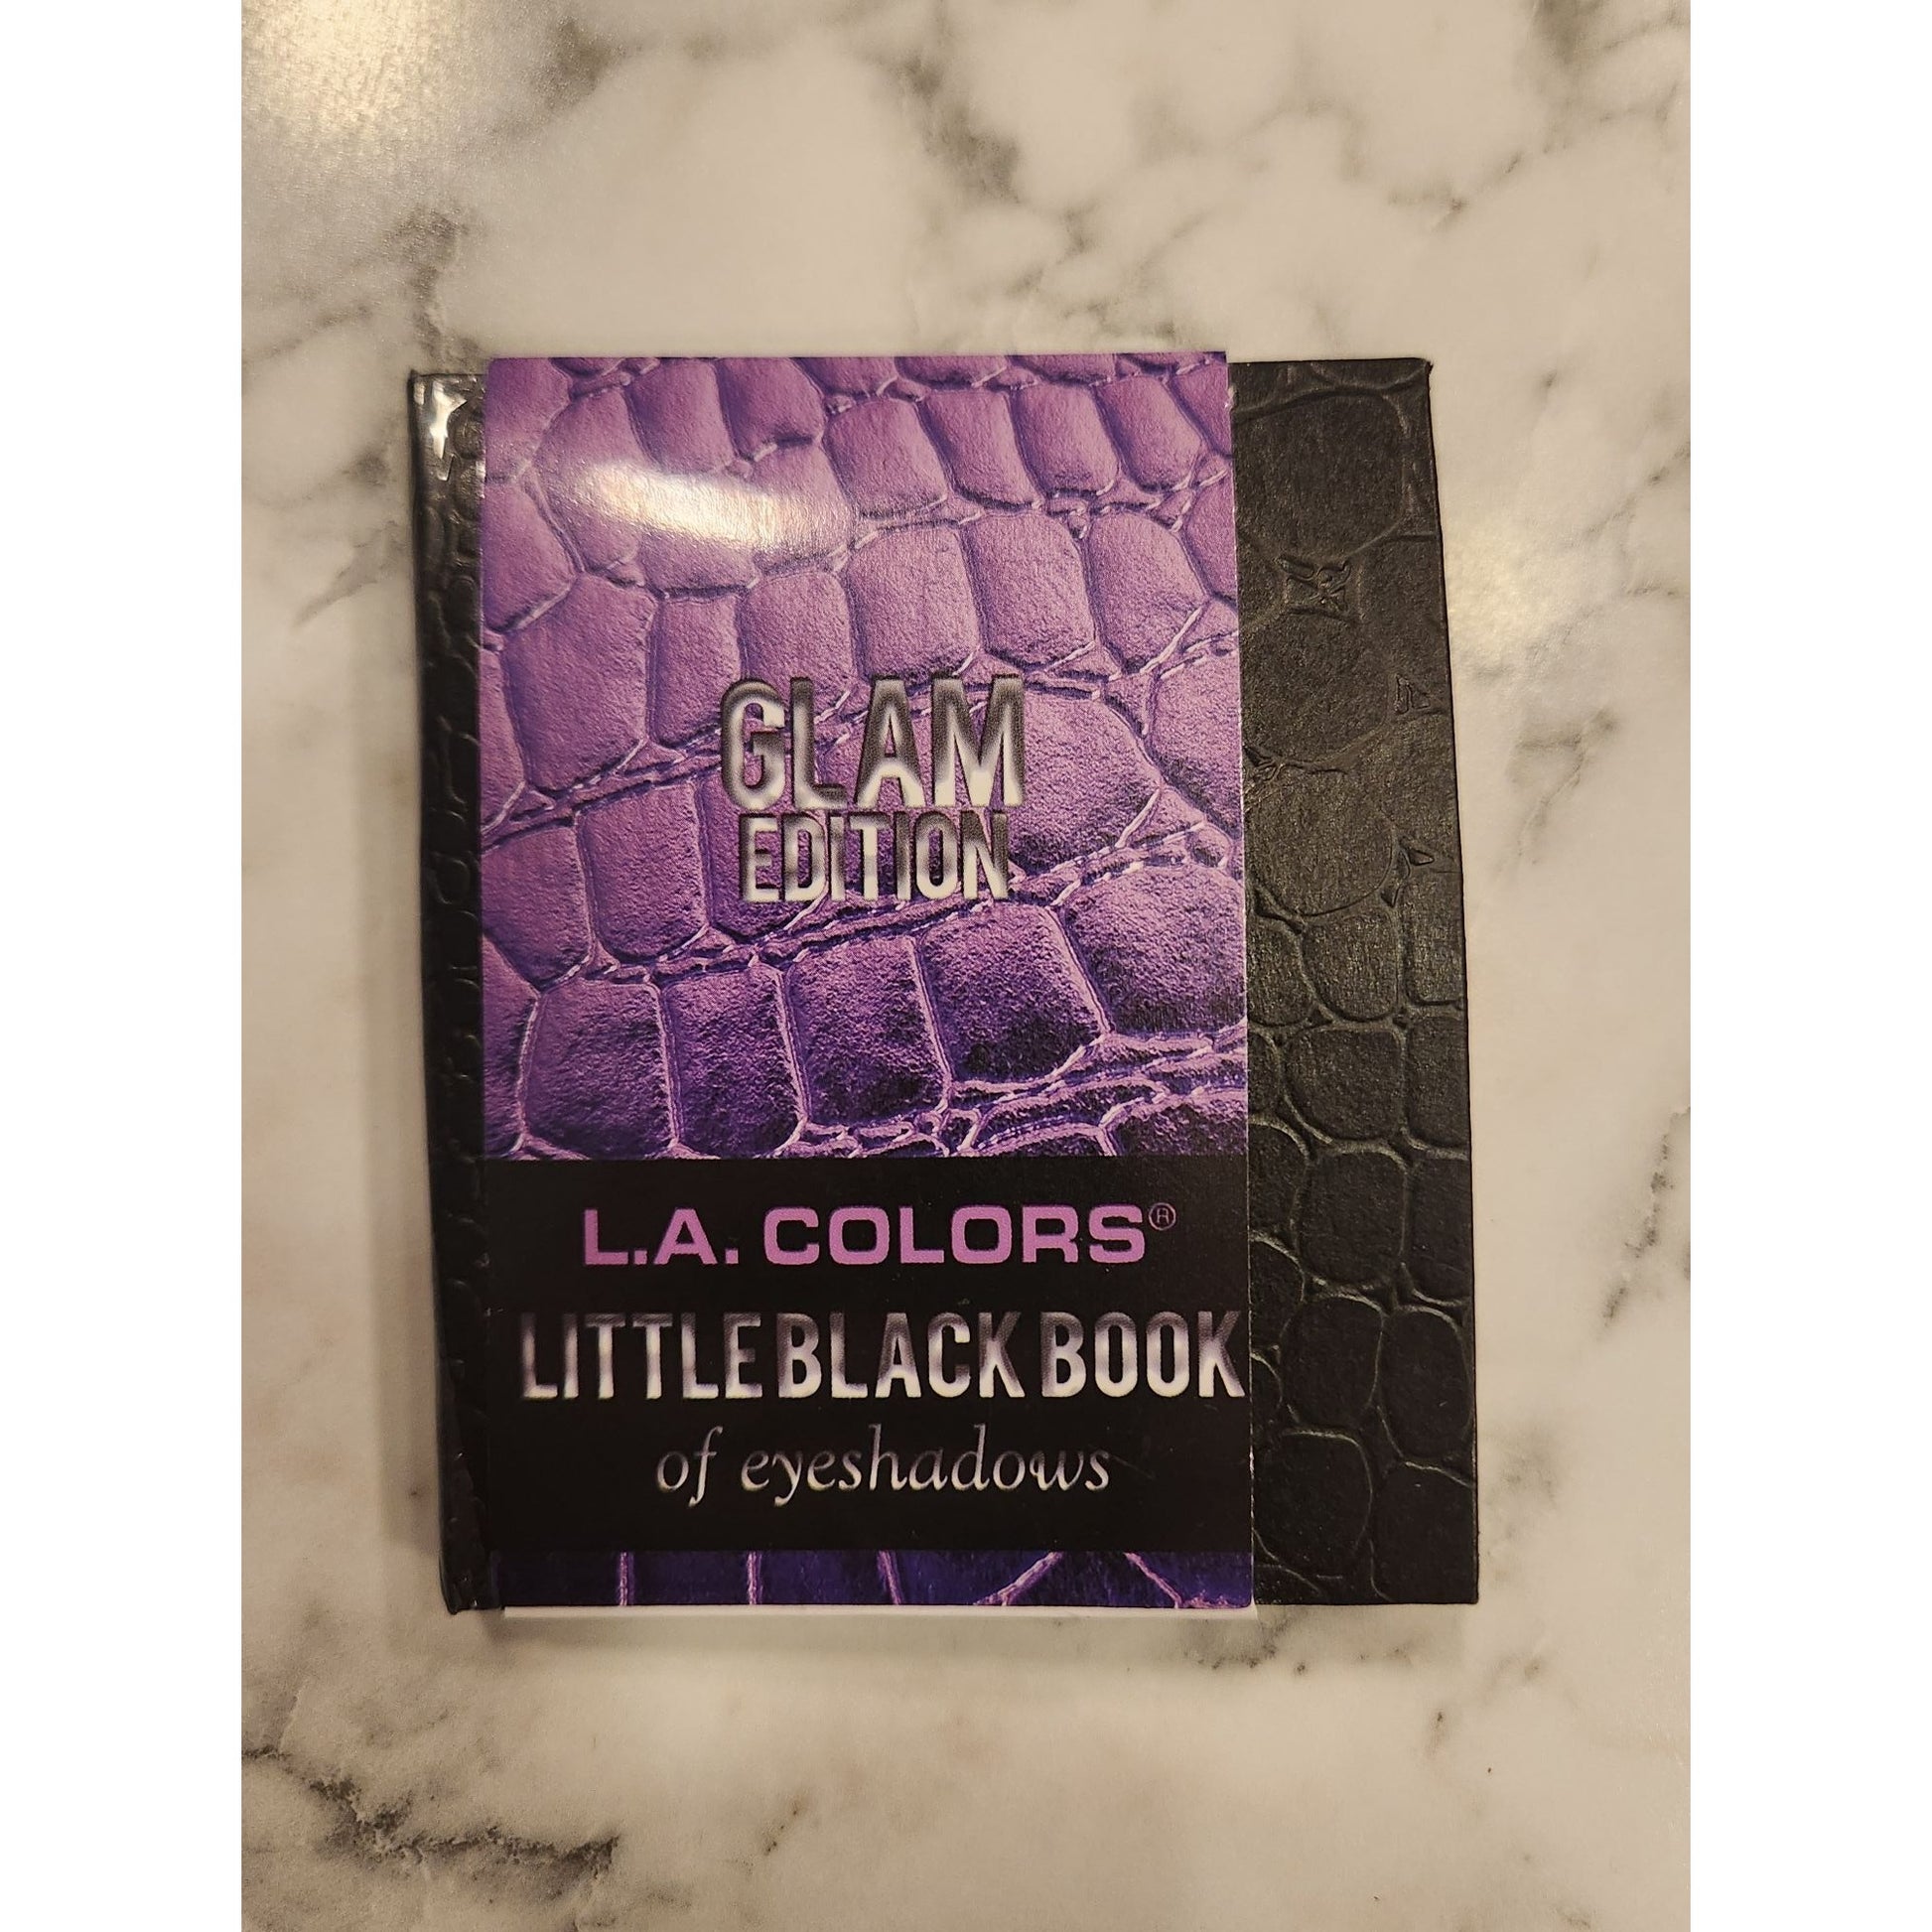 GLAM
EDITION
L.A. COLORS®
LITTLE BLACK BOOK
of eyeshadows